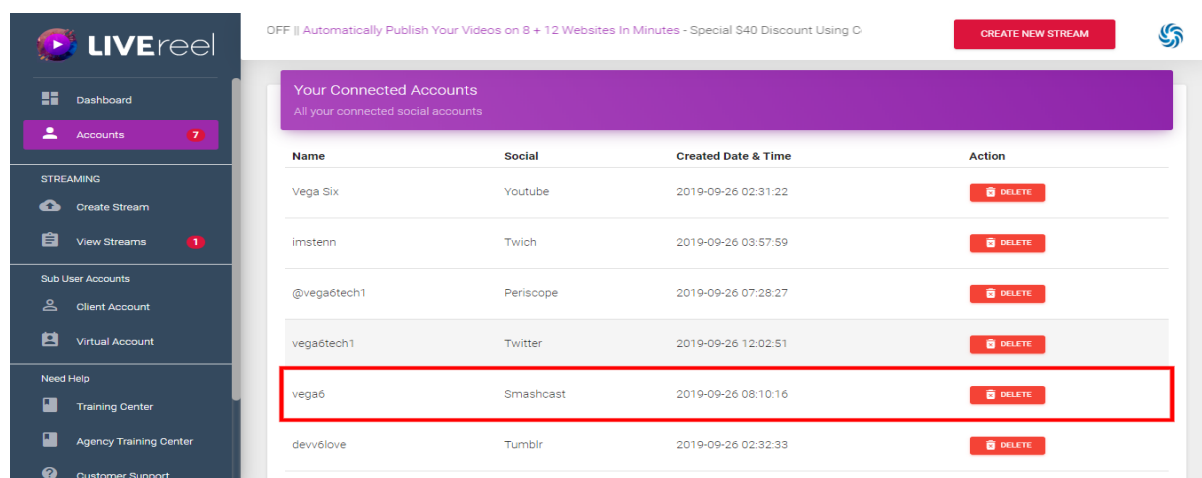 LIVEreel
OFF || Automatically Publish Your Videos on 8 + 12 Websites In Minutes - Special $40 Discount Using C
CREATE NEW STREAM
Dashboard
Accounts 7
STREAMING
Create Stream
View Streams 1
Sub User Accounts
Client Account
Virtual Account
Need Help
Training Center
Agency Training Center
Customer Support
Your Connected Accounts
All your connected social accounts
Name Social Created Date & Time Action
Vega Six Youtube 2019-09-26 02:31:22 DELETE
imstenn Twich 2019-09-26 03:57:59 DELETE
@vega6tech1 Periscope 2019-09-26 07:28:27 DELETE
vega6tech1 Twitter 2019-09-26 12:02:51 DELETE
vega6 Smashcast 2019-09-26 08:10:16 DELETE
devv6love Tumblr 2019-09-26 02:32:33 DELETE